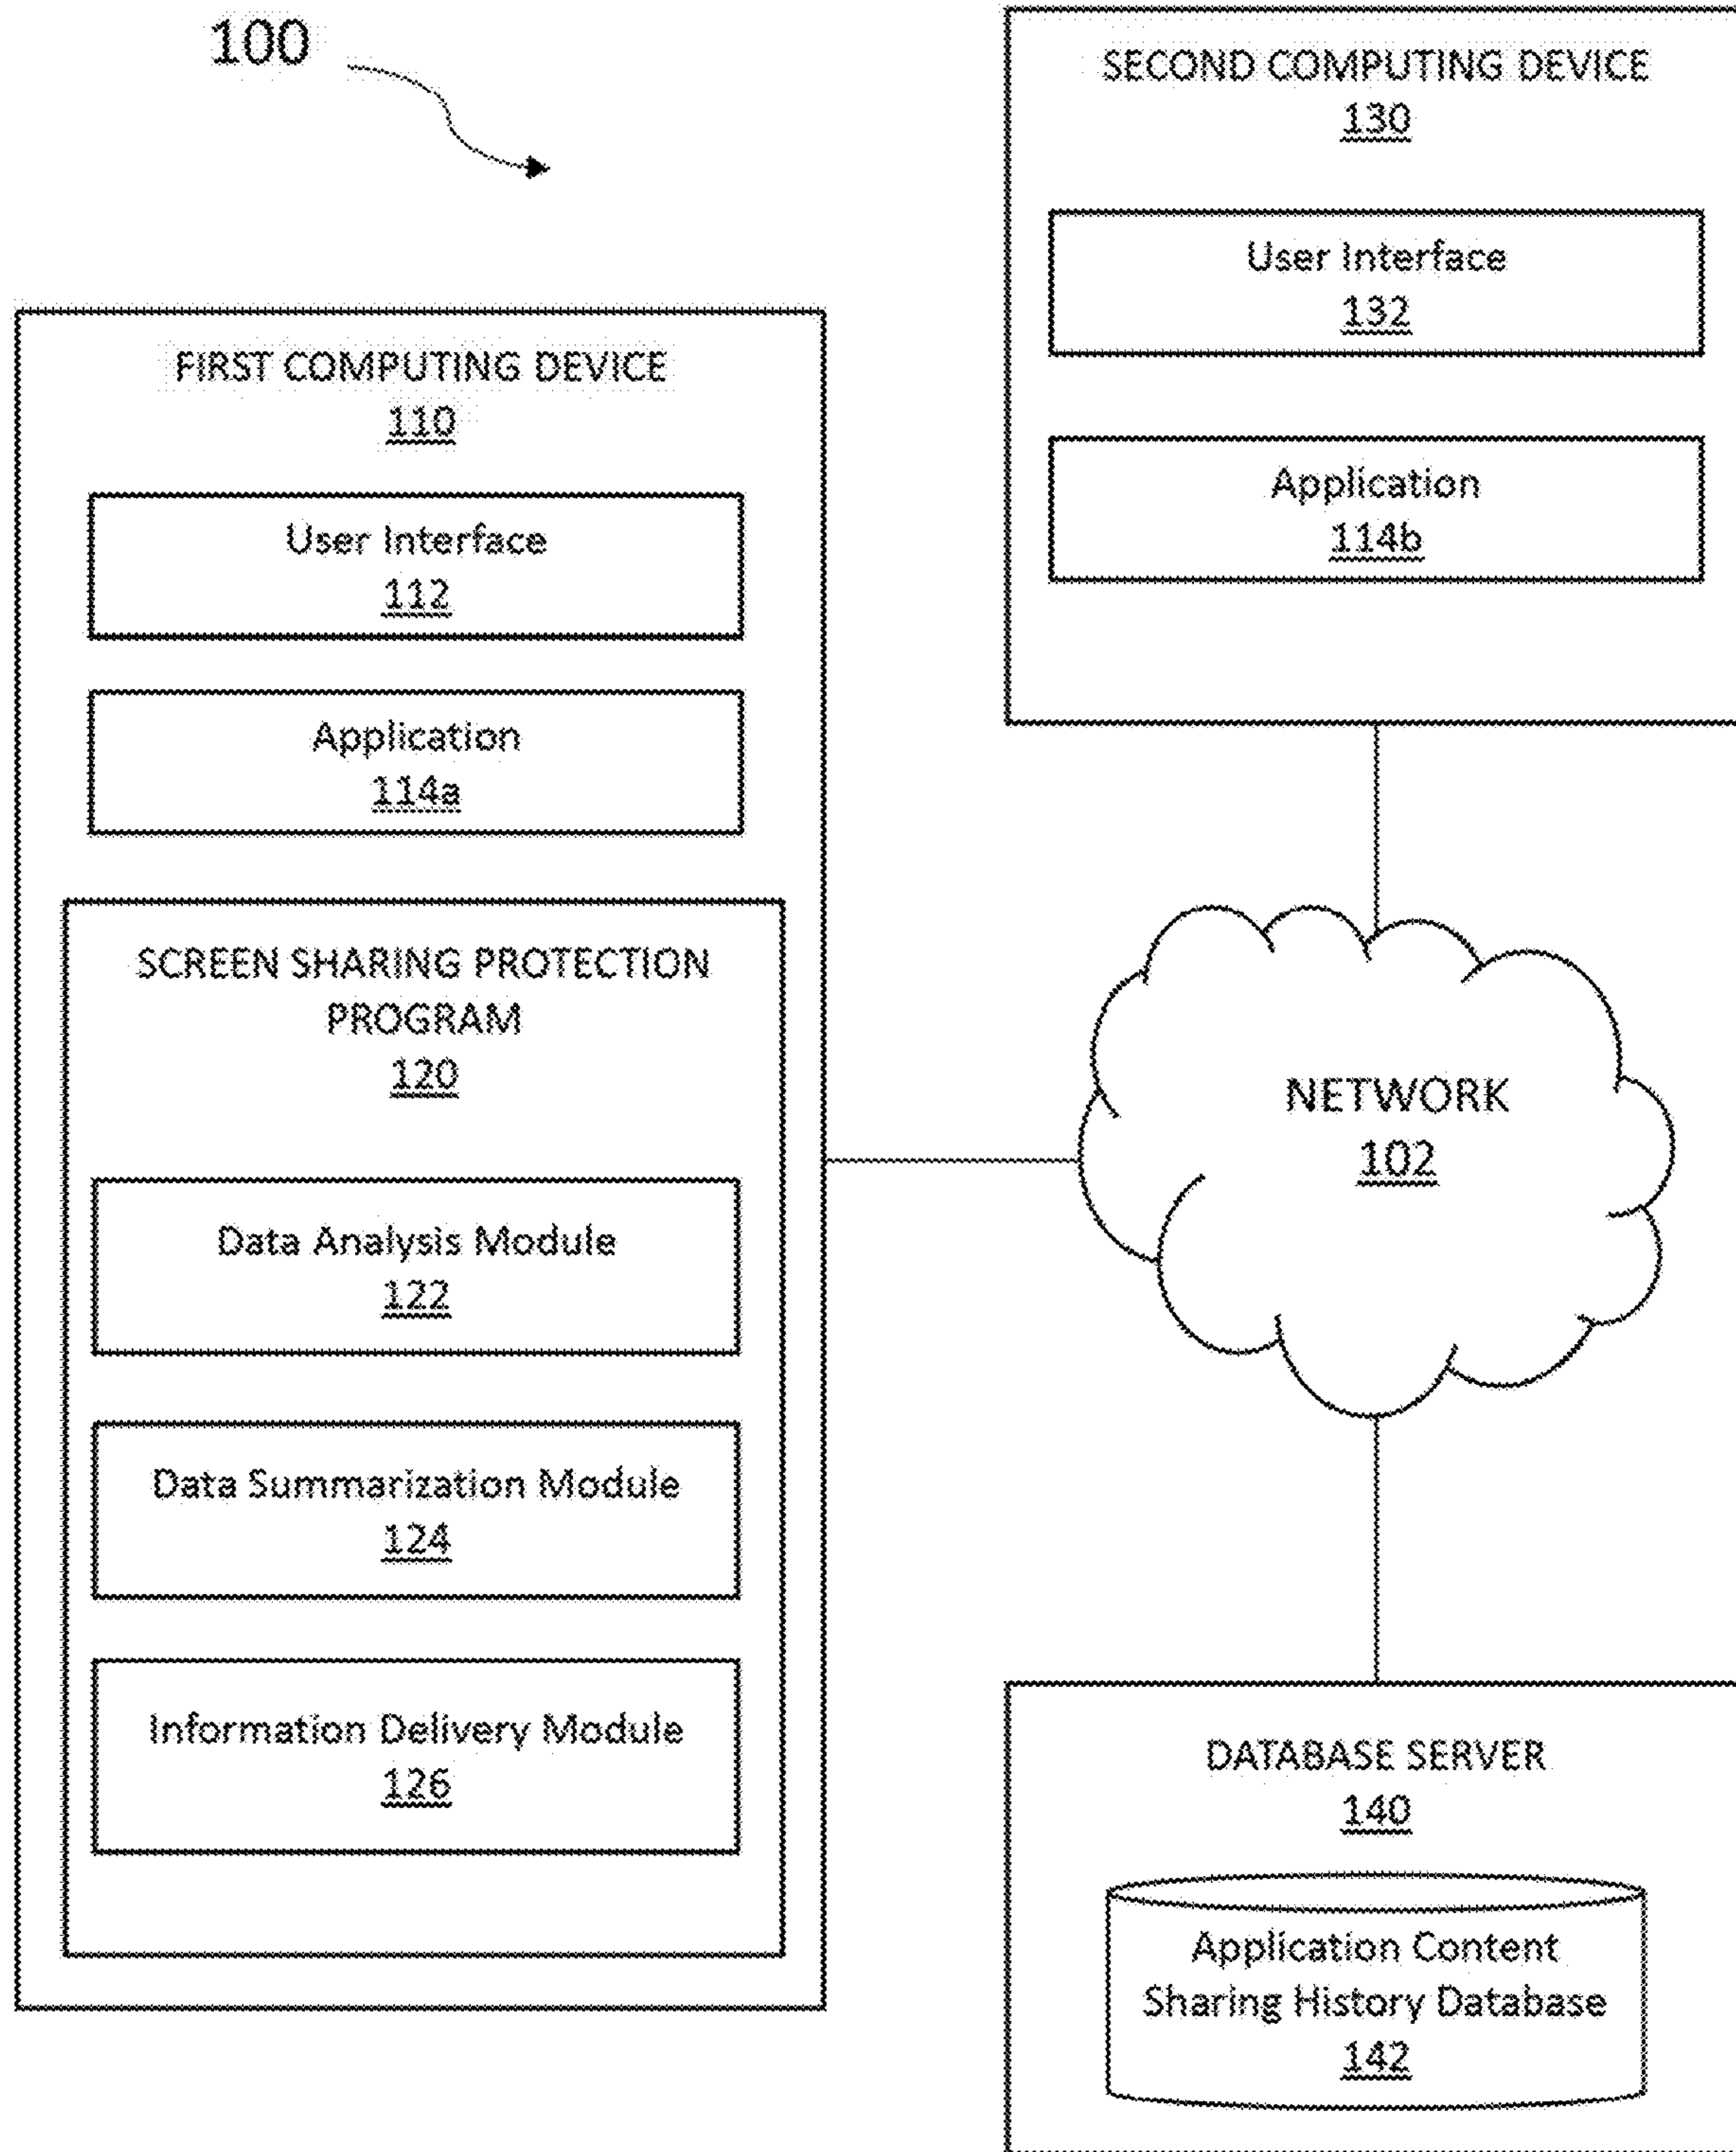 100
FIRST COMPUTING DEVICE
110
User Interface
112
Application
114a
SCREEN SHARING PROTECTION
PROGRAM
120
Data Analysis Module
122
Data Summarization Module
124
Information Delivery Module
126
SECOND COMPUTING DEVICE
130
User Interface
132
Application
114b
NETWORK
102
DATABASE SERVER
140
Application Content
Sharing History Database
142